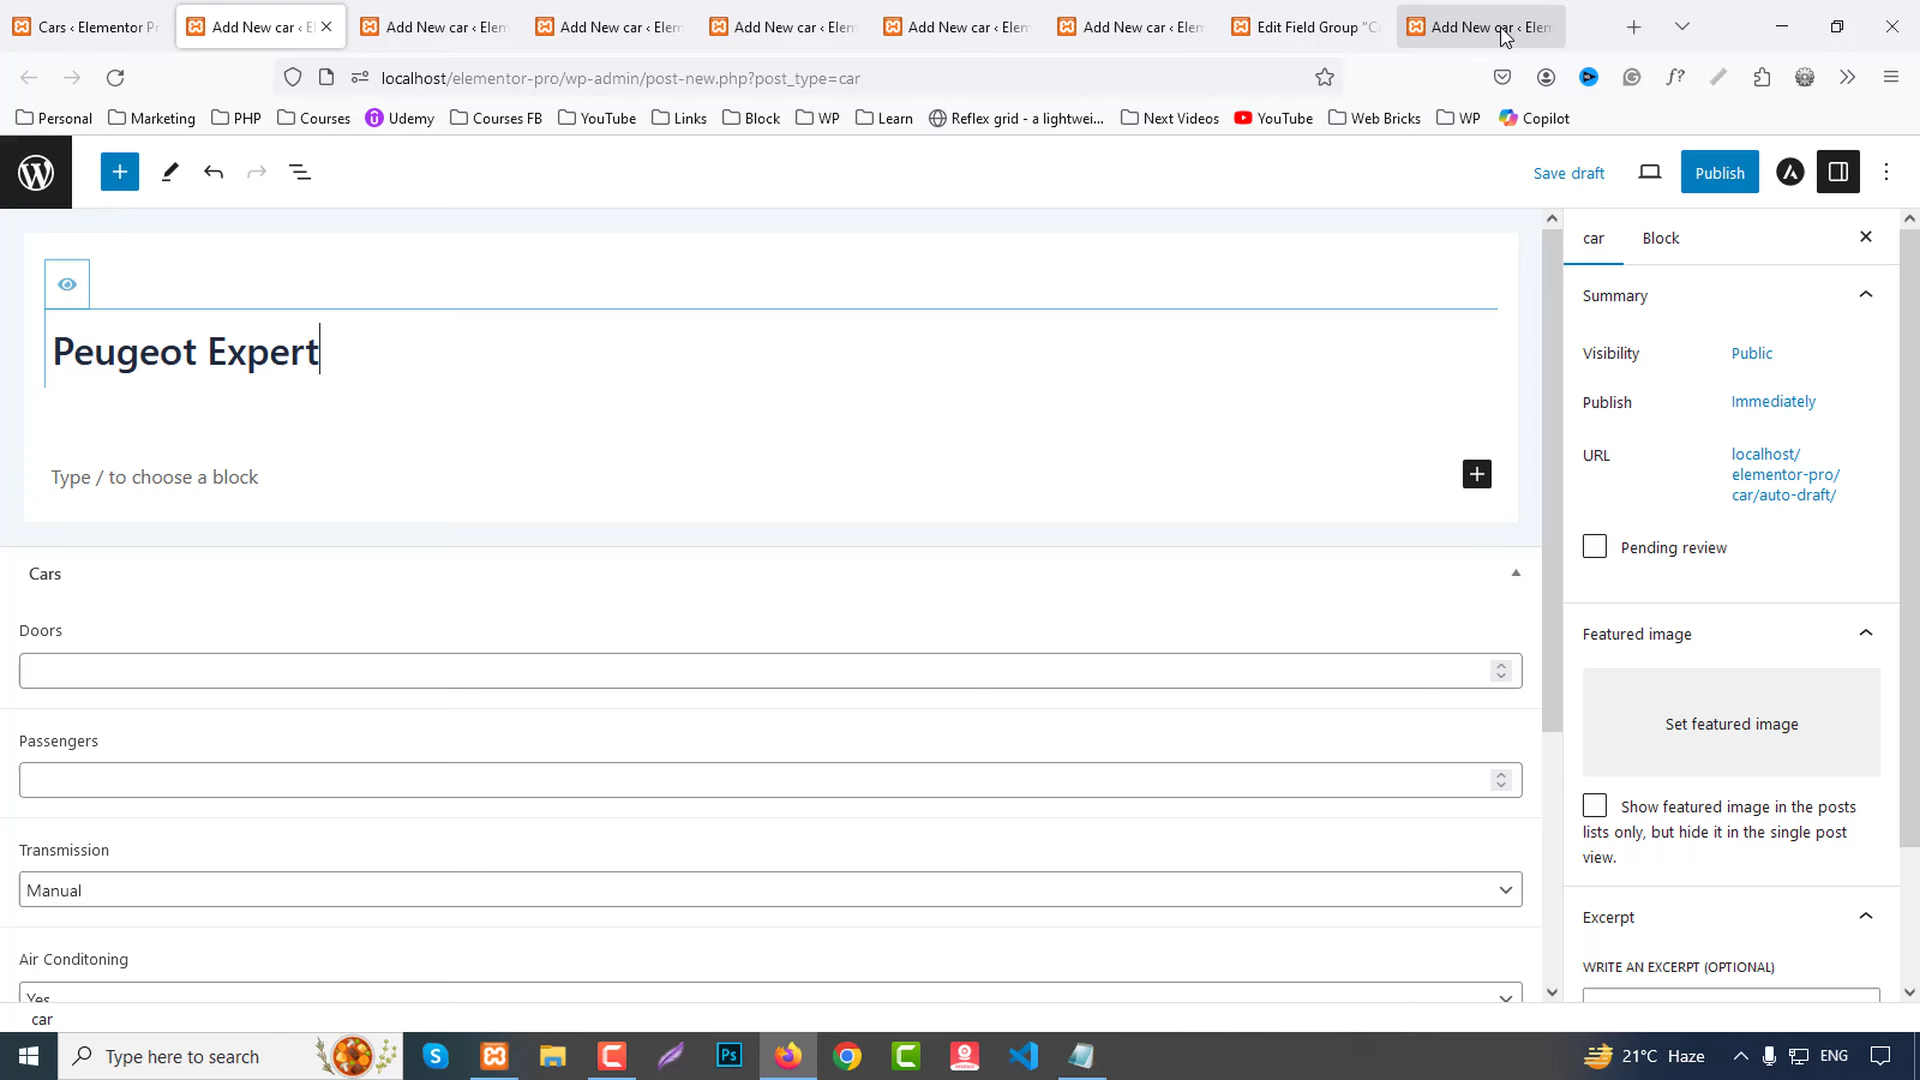 Cars ‹ Elementor Pr
Add New car ‹ El
Add New car ‹ Elem
Add New car ‹ Elem
Add New car ‹ Elem
Add New car ‹ Elem
Add New car ‹ Elem
Edit Field Group "C
Add New car ‹ Elem
localhost/elementor-pro/wp-admin/post-new.php?post_type=car
f?
Personal
Marketing
PHP
Courses
Udemy
Courses FB
YouTube
Links
Block
WP
Learn
Reflex grid - a lightwei...
Next Videos
YouTube
Web Bricks
WP
Copilot
Save draft
Publish
Peugeot Expert
Type / to choose a block
Cars
Doors
Passengers
Transmission
Manual
Air Conditoning
Yes
car
car
Block
Summary
Visibility
Public
Publish
Immediately
URL
localhost/
elementor-pro/
car/auto-draft/
Pending review
Featured image
Set featured image
Show featured image in the posts
lists only, but hide it in the single post
view.
Excerpt
WRITE AN EXCERPT (OPTIONAL)
Type here to search
Ps
21°C Haze
ENG